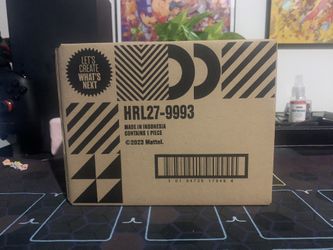 LET'S
CREATE
WHAT'S
NEXT
HRL27-9993
MADE IN INDONESIA
CONTAINS 1 PIECE
©2023 Mattel.